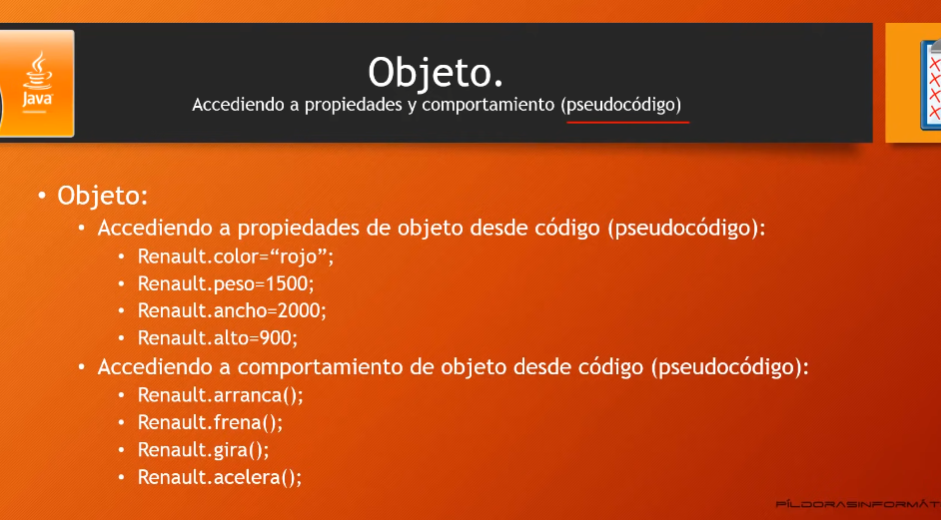 Java
Objeto.
Accediendo a propiedades y comportamiento (pseudocódigo)
• Objeto:
• Accediendo a propiedades de objeto desde código (pseudocódigo):
• Renault.color=“rojo”;
• Renault.peso=1500;
• Renault.ancho=2000;
• Renault.alto=900;
• Accediendo a comportamiento de objeto desde código (pseudocódigo):
• Renault.arranca();
• Renault.frena();
• Renault.gira();
• Renault.acelera();
PÍLDORASINFORMÁT